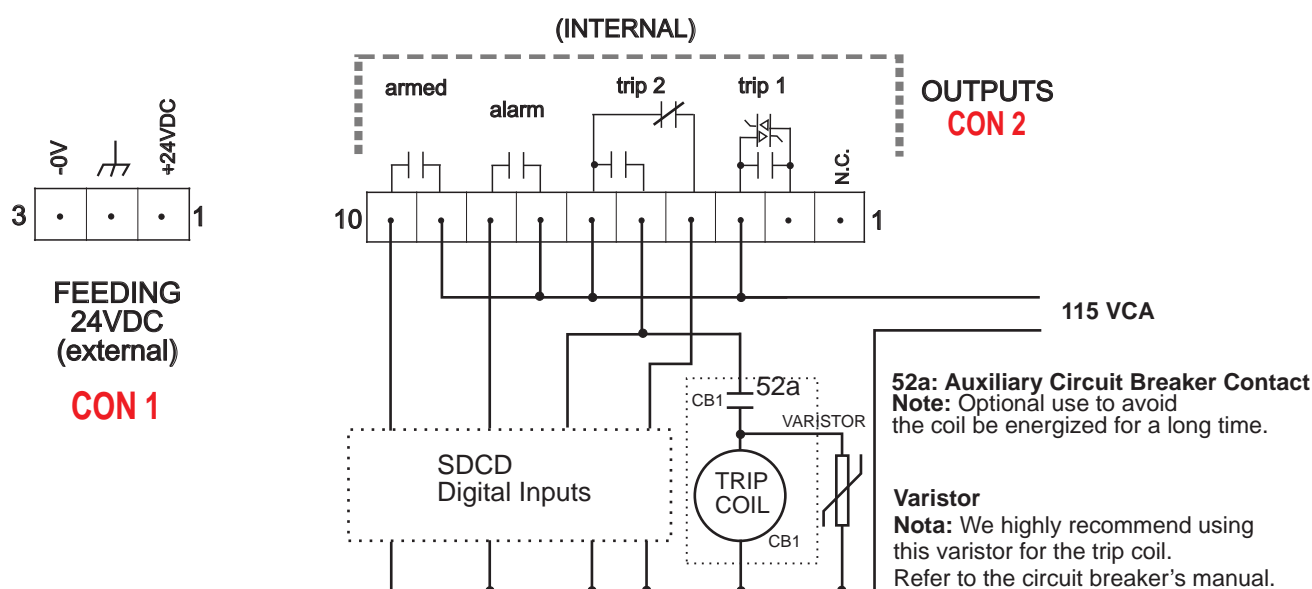 (INTERNAL)
armed
alarm
trip 2
trip 1
OUTPUTS
CON 2
-0V
+24VDC
N.C.
3
1
10
1
FEEDING
24VDC
(external)
CON 1
115 VCA
52a: Auxiliary Circuit Breaker Contact
Note: Optional use to avoid
the coil be energized for a long time.
CB1
52a
VARISTOR
SDCD
Digital Inputs
TRIP
COIL
CB1
Varistor
Nota: We highly recommend using
this varistor for the trip coil.
Refer to the circuit breaker's manual.